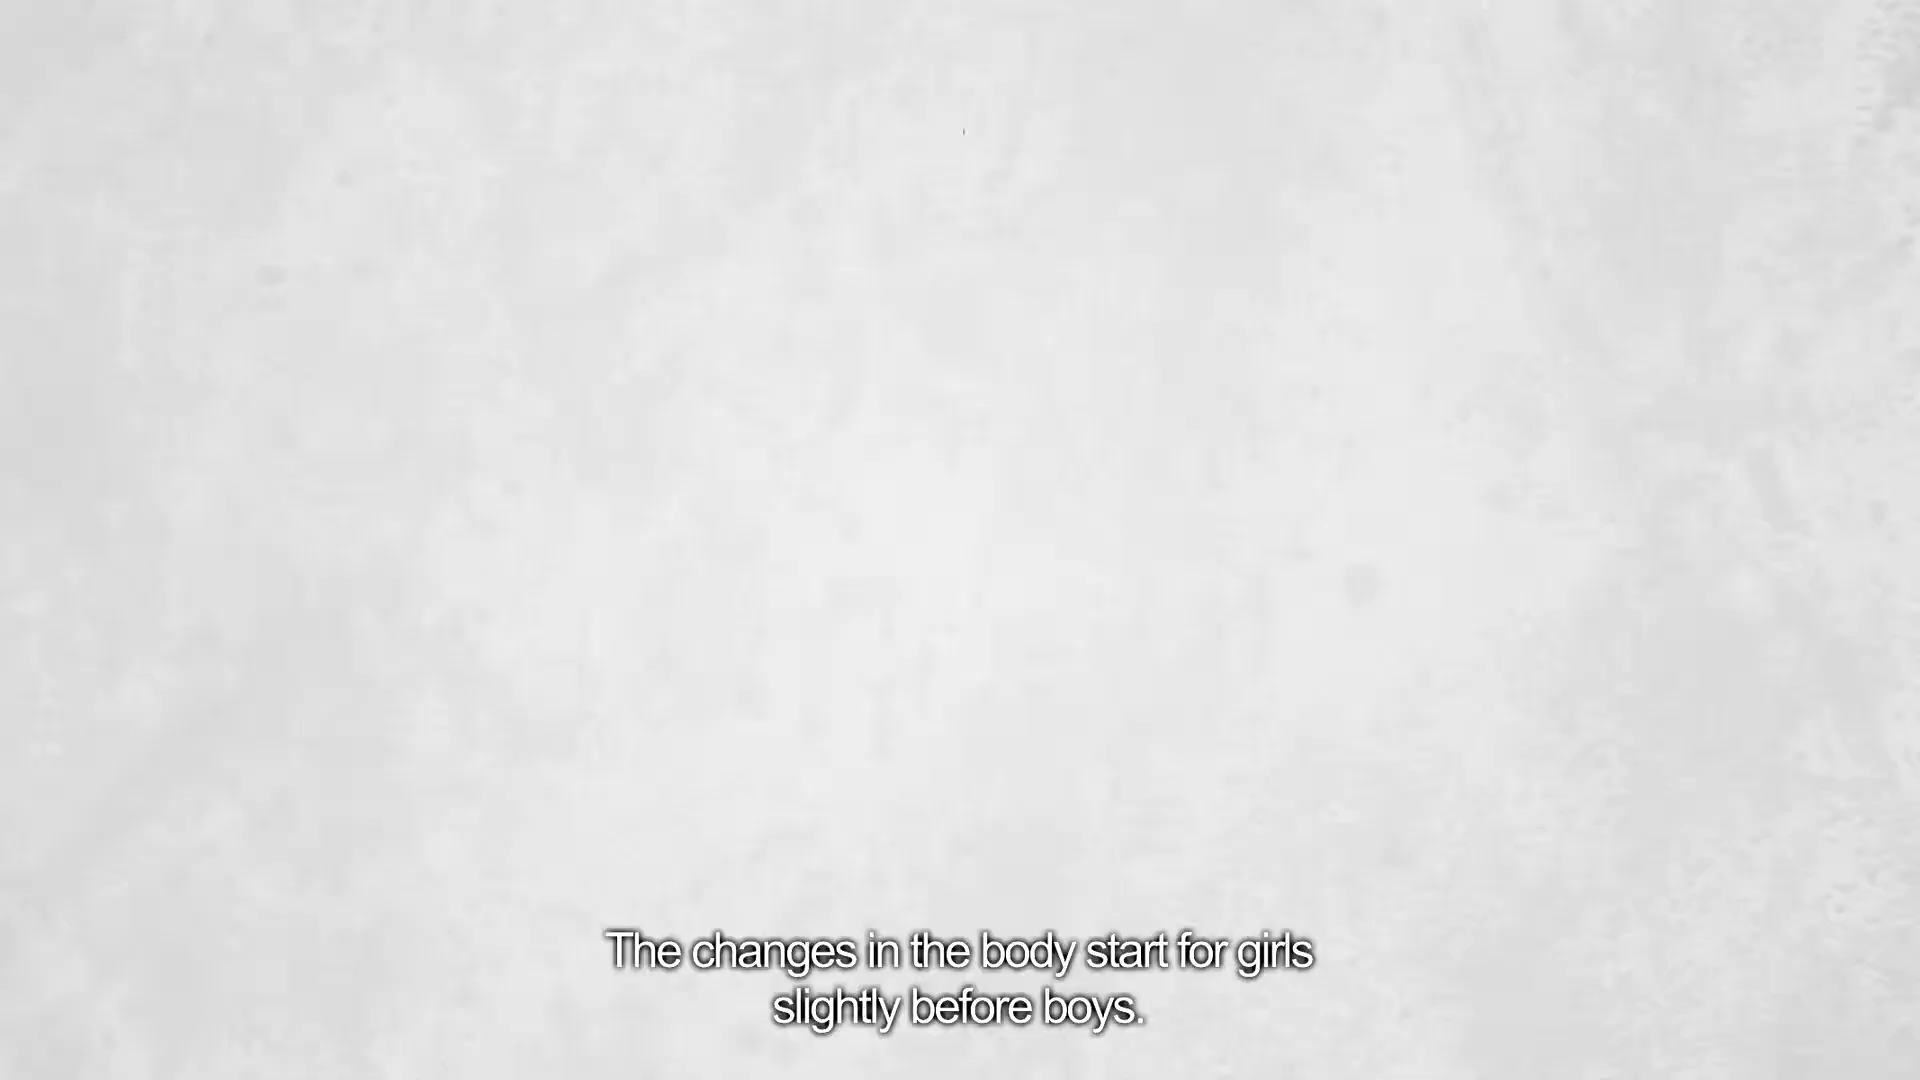 The changes in the body start for girls
slightly before boys.